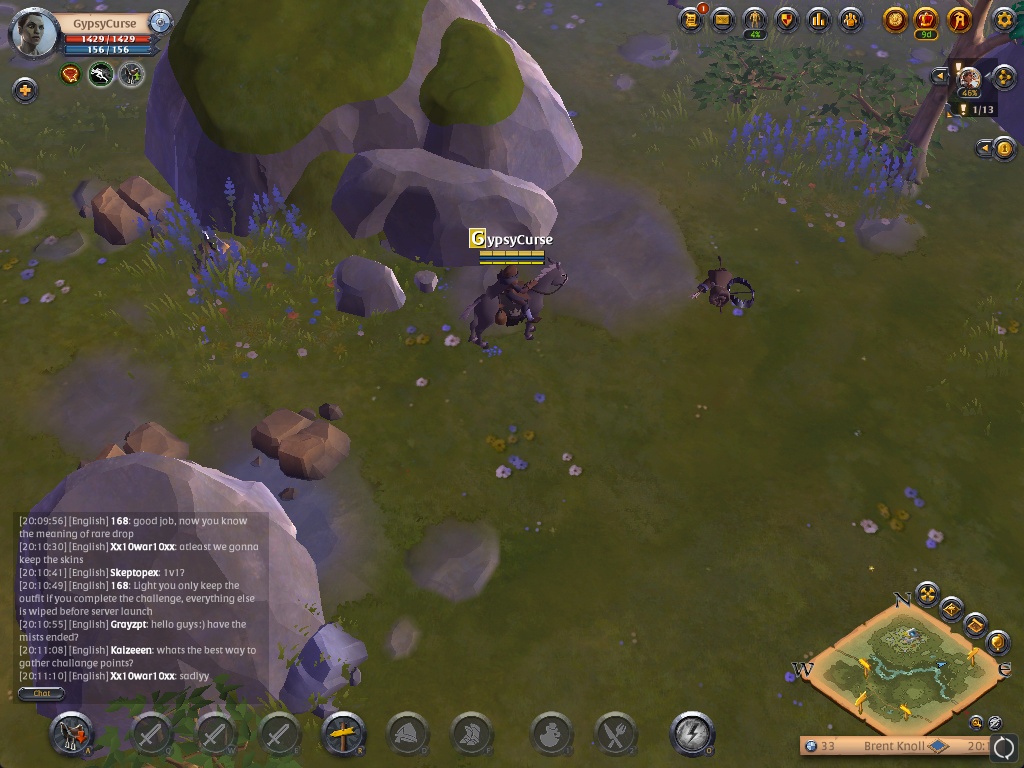 GypsyCurse
1429 / 1429
156 / 156
1
4%
9d
46%
1/13
GypsyCurse
[20:09:56] [English] 168: good job, now you know
the meaning of rare drop
[20:10:30] [English] Xx10war10xx: atleast we gonna
keep the skins
[20:10:41] [English] Skeptopex: 1v1?
[20:10:49] [English] 168: Light you only keep the
outfit if you complete the challenge, everything else
is wiped before server launch
[20:10:55] [English] Grayzpt: hello guys:) have the
mists ended?
[20:11:08] [English] Kaizeeen: whats the best way to
gather challange points?
[20:11:10] [English] Xx10war10xx: sadlyy
Chat
N
W
E
A
Q
W
E
R
D
F
33
Brent Knoll
20: